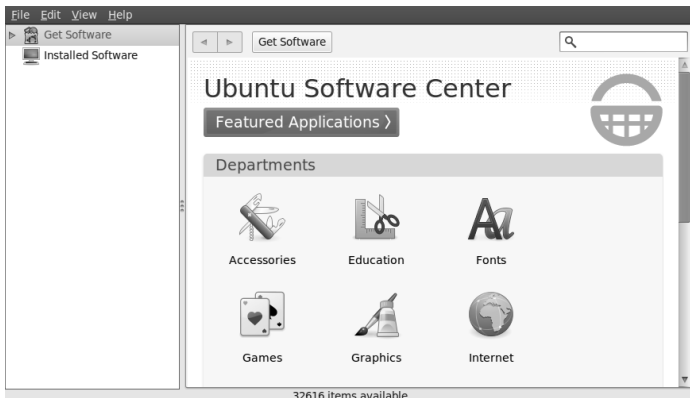 File Edit View Help
Get Software
Installed Software
Get Software
Ubuntu Software Center
Featured Applications ⟩
Departments
Accessories Education Fonts
Games Graphics Internet
32616 items available